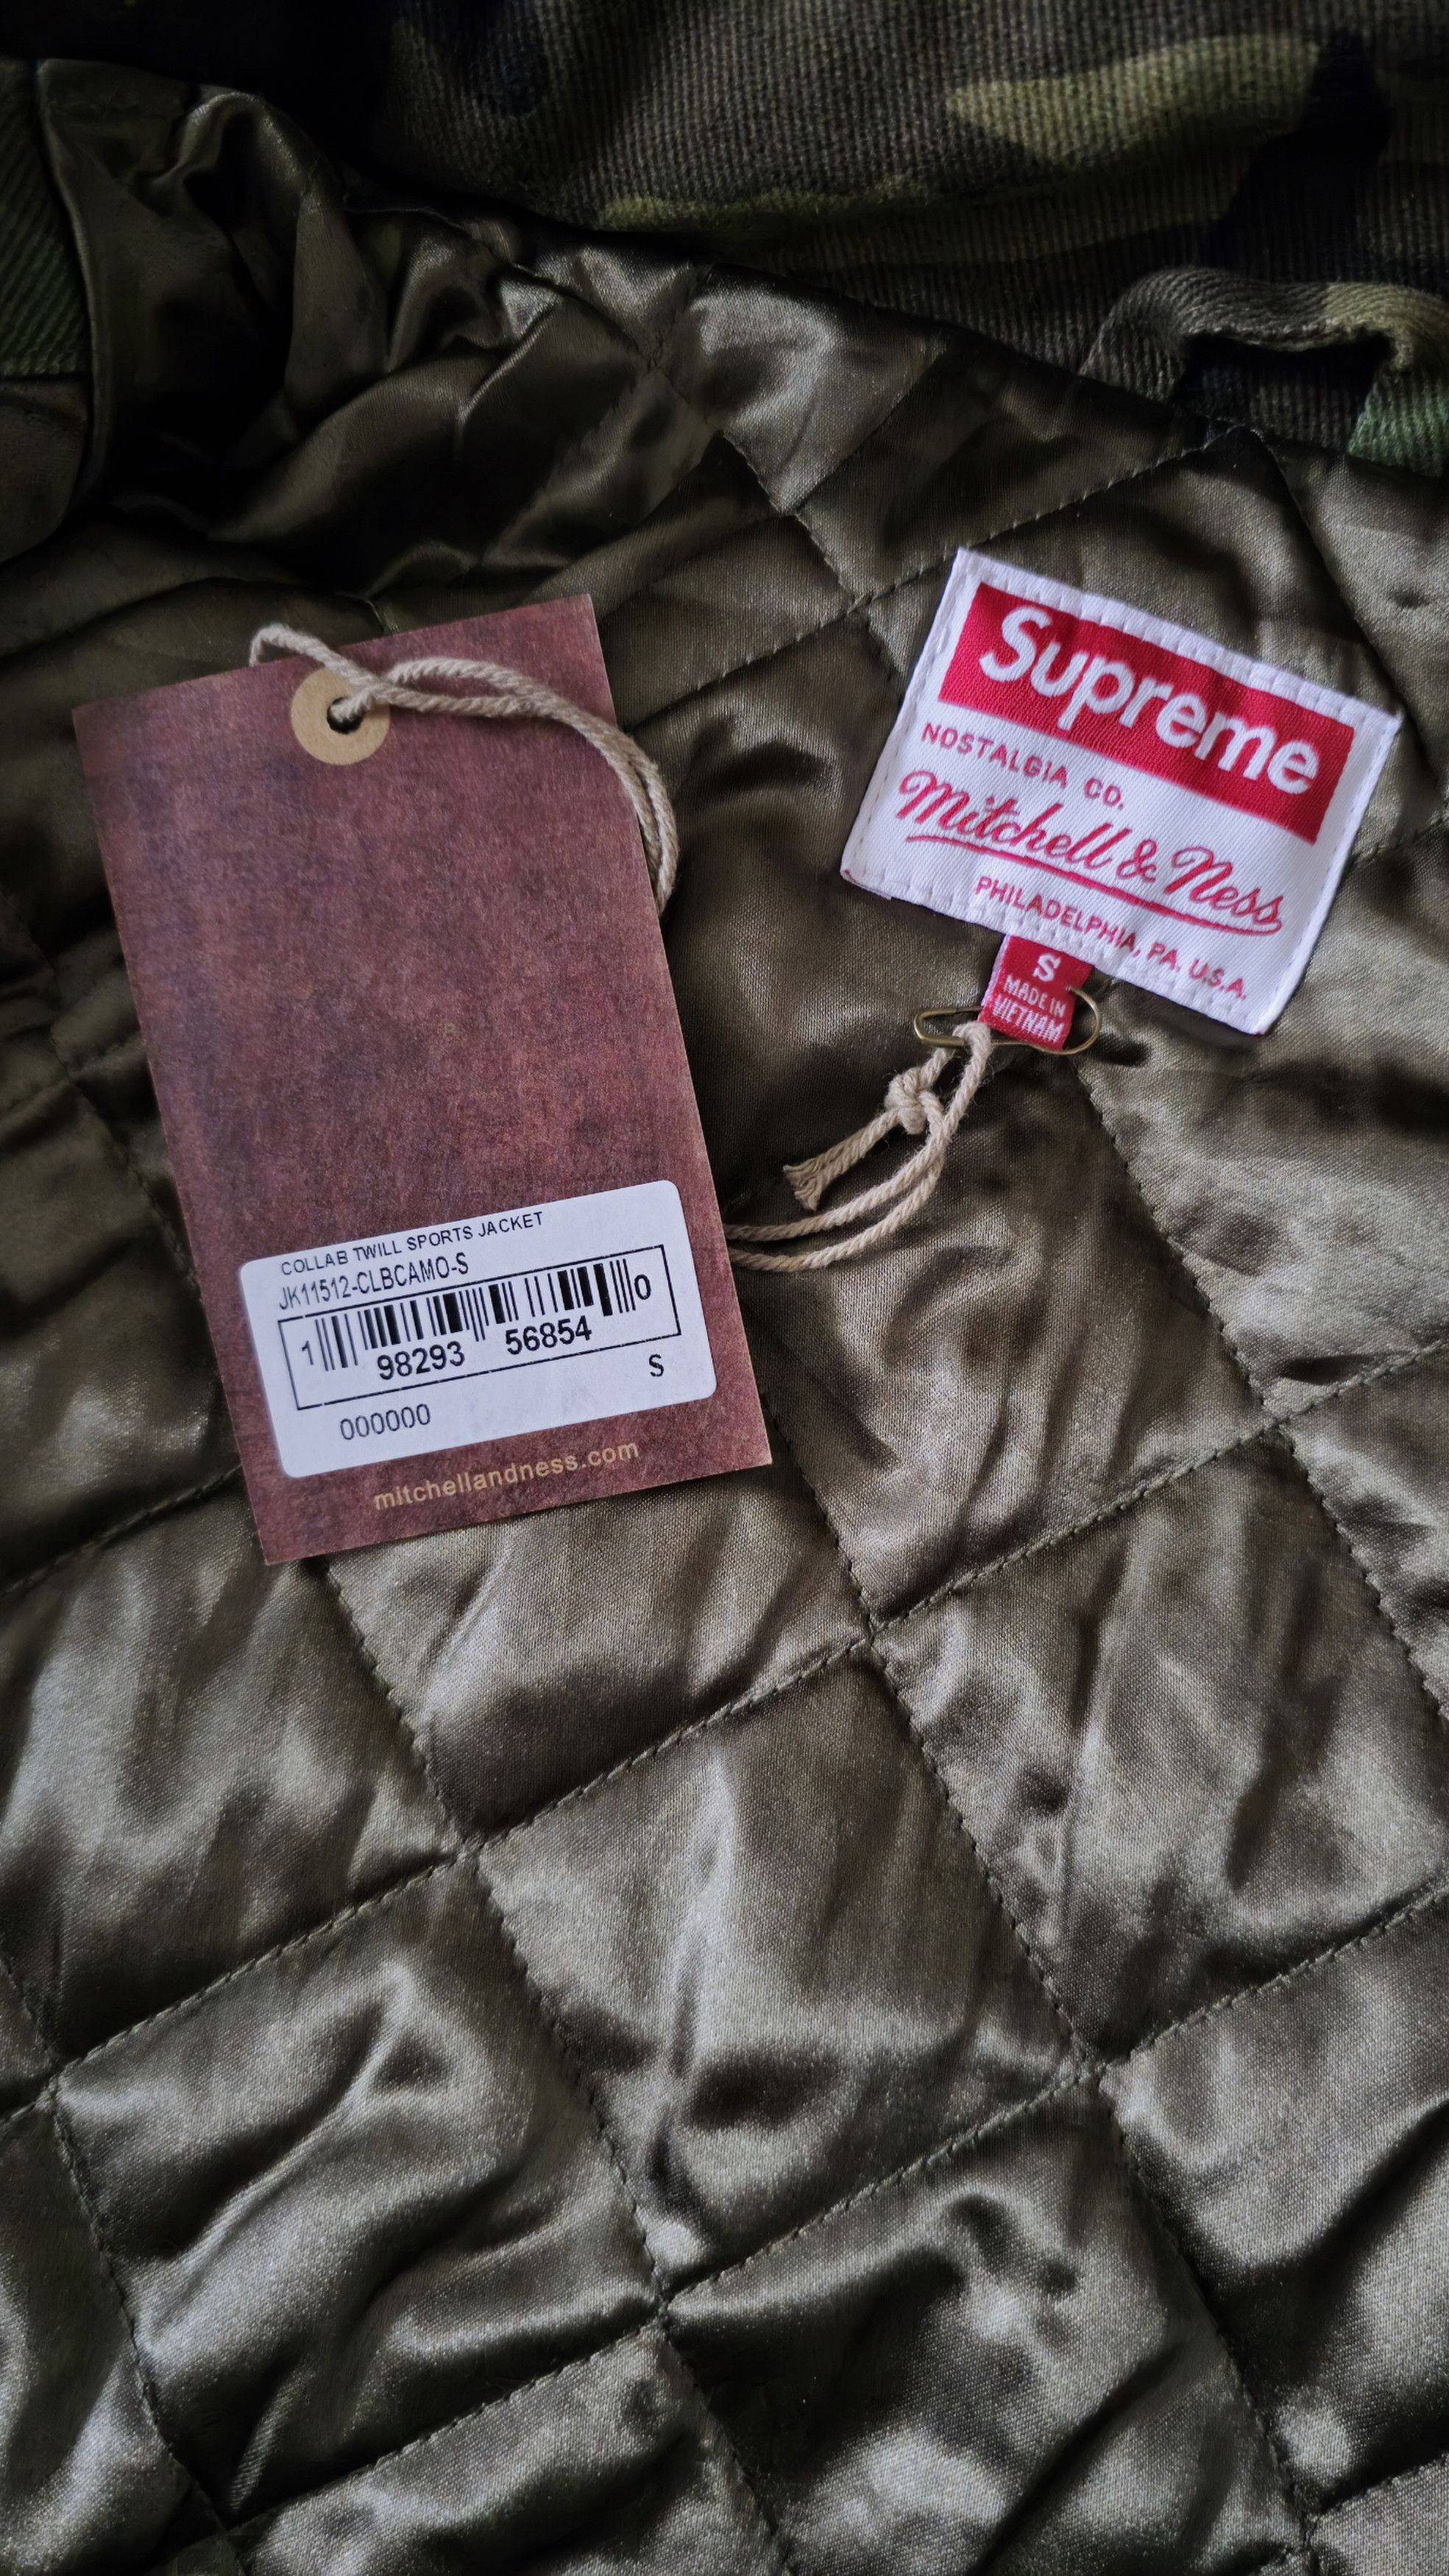 Supreme
NOSTALGIA CO.
Mitchell & Ness
PHILADELPHIA, PA. U.S.A.
S
MADE IN
VIETNAM
COLLAB TWILL SPORTS JACKET
JK11512-CLBCAMO-S
1 98293 56854 0
S
000000
mitchellandness.com